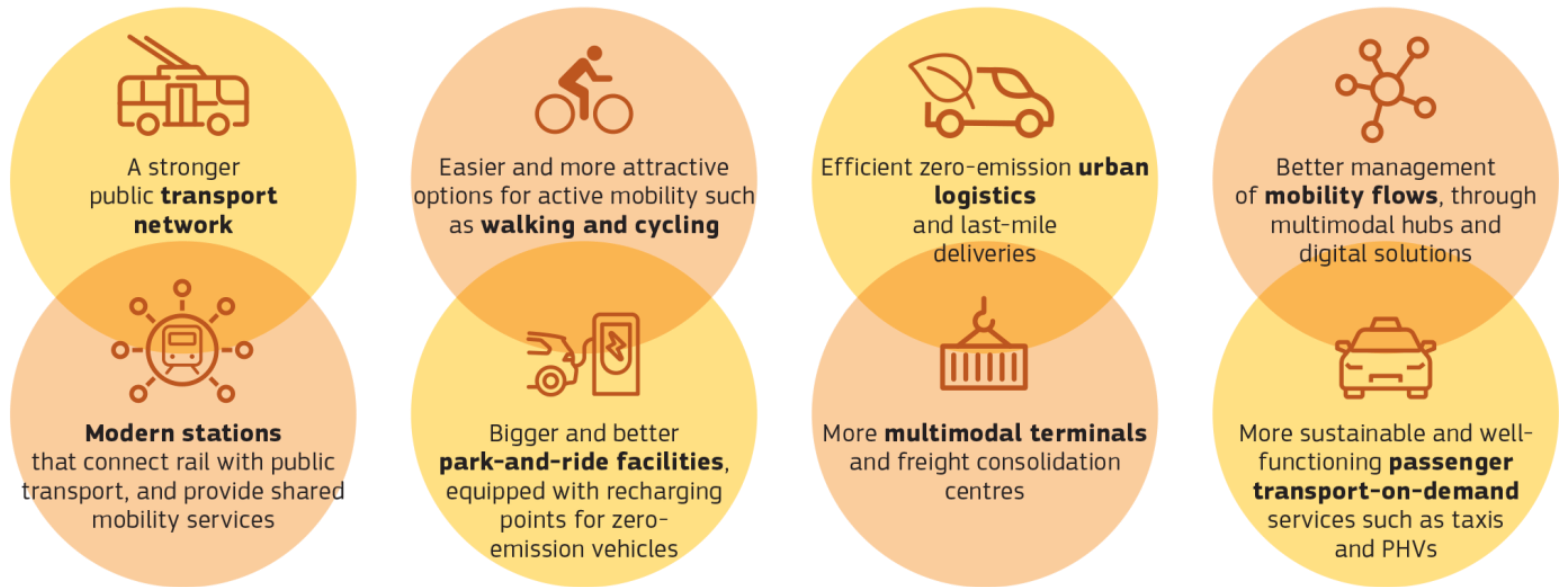 A stronger
public transport
network
Easier and more attractive
options for active mobility such
as walking and cycling
Efficient zero-emission urban
logistics
and last-mile
deliveries
Better management
of mobility flows, through
multimodal hubs and
digital solutions
Modern stations
that connect rail with public
transport, and provide shared
mobility services
Bigger and better
park-and-ride facilities,
equipped with recharging
points for zero-
emission vehicles
More multimodal terminals
and freight consolidation
centres
More sustainable and well-
functioning passenger
transport-on-demand
services such as taxis
and PHVs